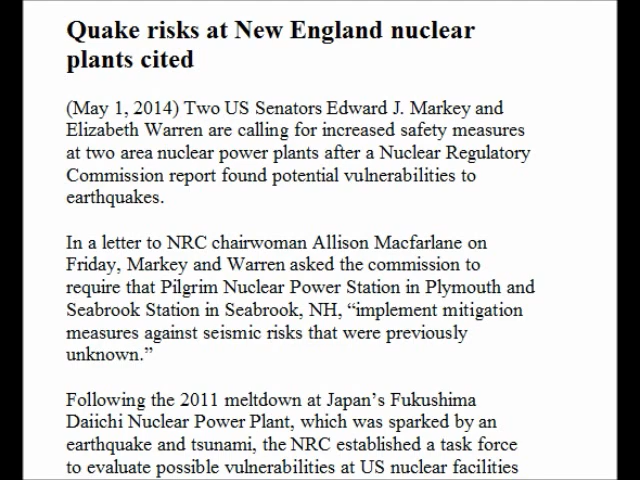 Quake risks at New England nuclear
plants cited
(May 1, 2014) Two US Senators Edward J. Markey and
Elizabeth Warren are calling for increased safety measures
at two area nuclear power plants after a Nuclear Regulatory
Commission report found potential vulnerabilities to
earthquakes.
In a letter to NRC chairwoman Allison Macfarlane on
Friday, Markey and Warren asked the commission to
require that Pilgrim Nuclear Power Station in Plymouth and
Seabrook Station in Seabrook, NH, “implement mitigation
measures against seismic risks that were previously
unknown.”
Following the 2011 meltdown at Japan’s Fukushima
Daiichi Nuclear Power Plant, which was sparked by an
earthquake and tsunami, the NRC established a task force
to evaluate possible vulnerabilities at US nuclear facilities